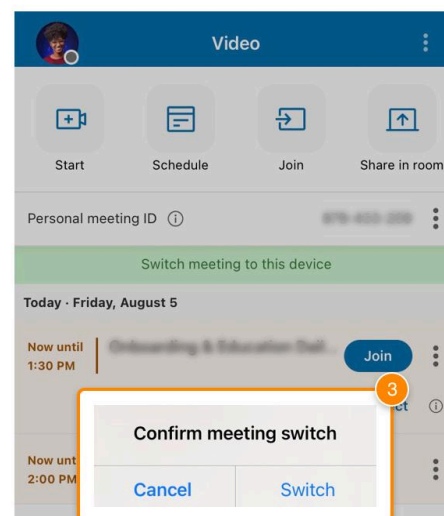 Video
Start Schedule Join Share in room
Personal meeting ID
Switch meeting to this device
Today · Friday, August 5
Now until
1:30 PM
Join
3
ct
Confirm meeting switch
Now unt
2:00 PM
Cancel Switch